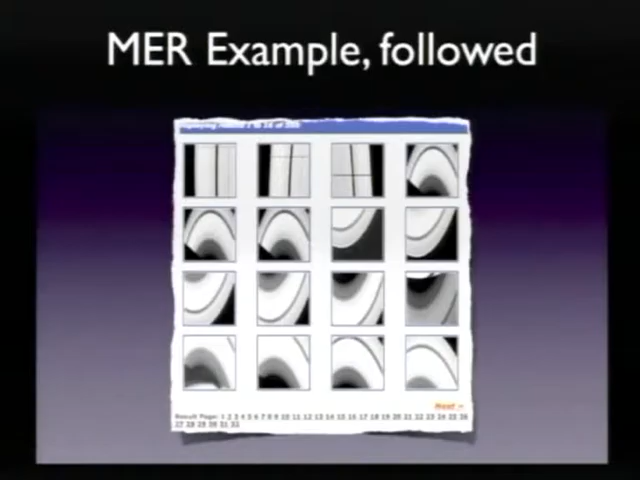 MER Example, followed
Next
Result Page: 1 2 3 4 5 6 7 8 9 10 11 12 13 14 15 16 17 18 19 20 21 22 23 24 25 26
27 28 29 30 31 32